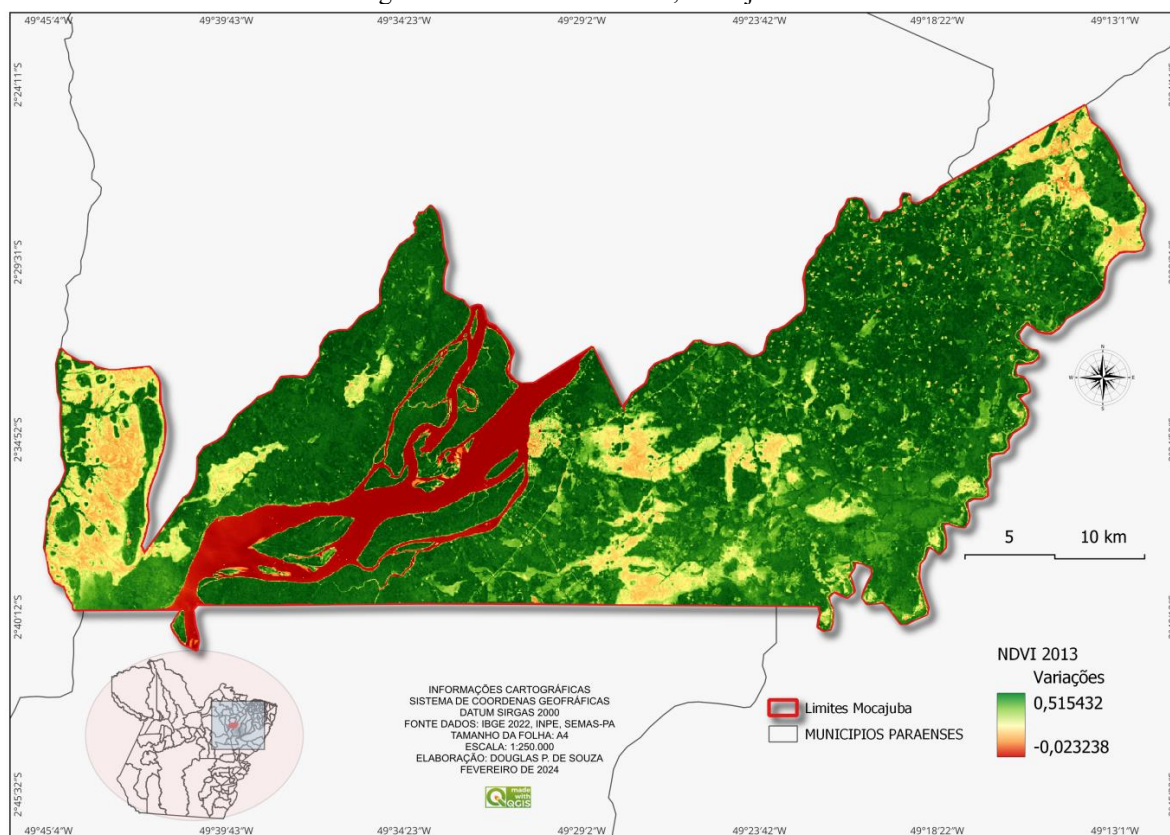 49°45'4"W 49°39'43"W 49°34'23"W 49°29'2"W 49°23'42"W 49°18'22"W 49°13'1"W
2°24'11"S
2°29'31"S
2°34'52"S
2°40'12"S
2°45'32"S
N
W
E
S
5 10 km
NDVI 2013
Variações
0,515432
-0,023238
Limites Mocajuba
MUNICIPIOS PARAENSES
INFORMAÇÕES CARTOGRÁFICAS
SISTEMA DE COORDENAS GEOFRÁFICAS
DATUM SIRGAS 2000
FONTE DADOS: IBGE 2022, INPE, SEMAS-PA
TAMANHO DA FOLHA: A4
ESCALA: 1:250.000
ELABORAÇÃO: DOUGLAS P. DE SOUZA
FEVEREIRO DE 2024
made
with
QGIS
49°45'4"W 49°39'43"W 49°34'23"W 49°29'2"W 49°23'42"W 49°18'22"W 49°13'1"W